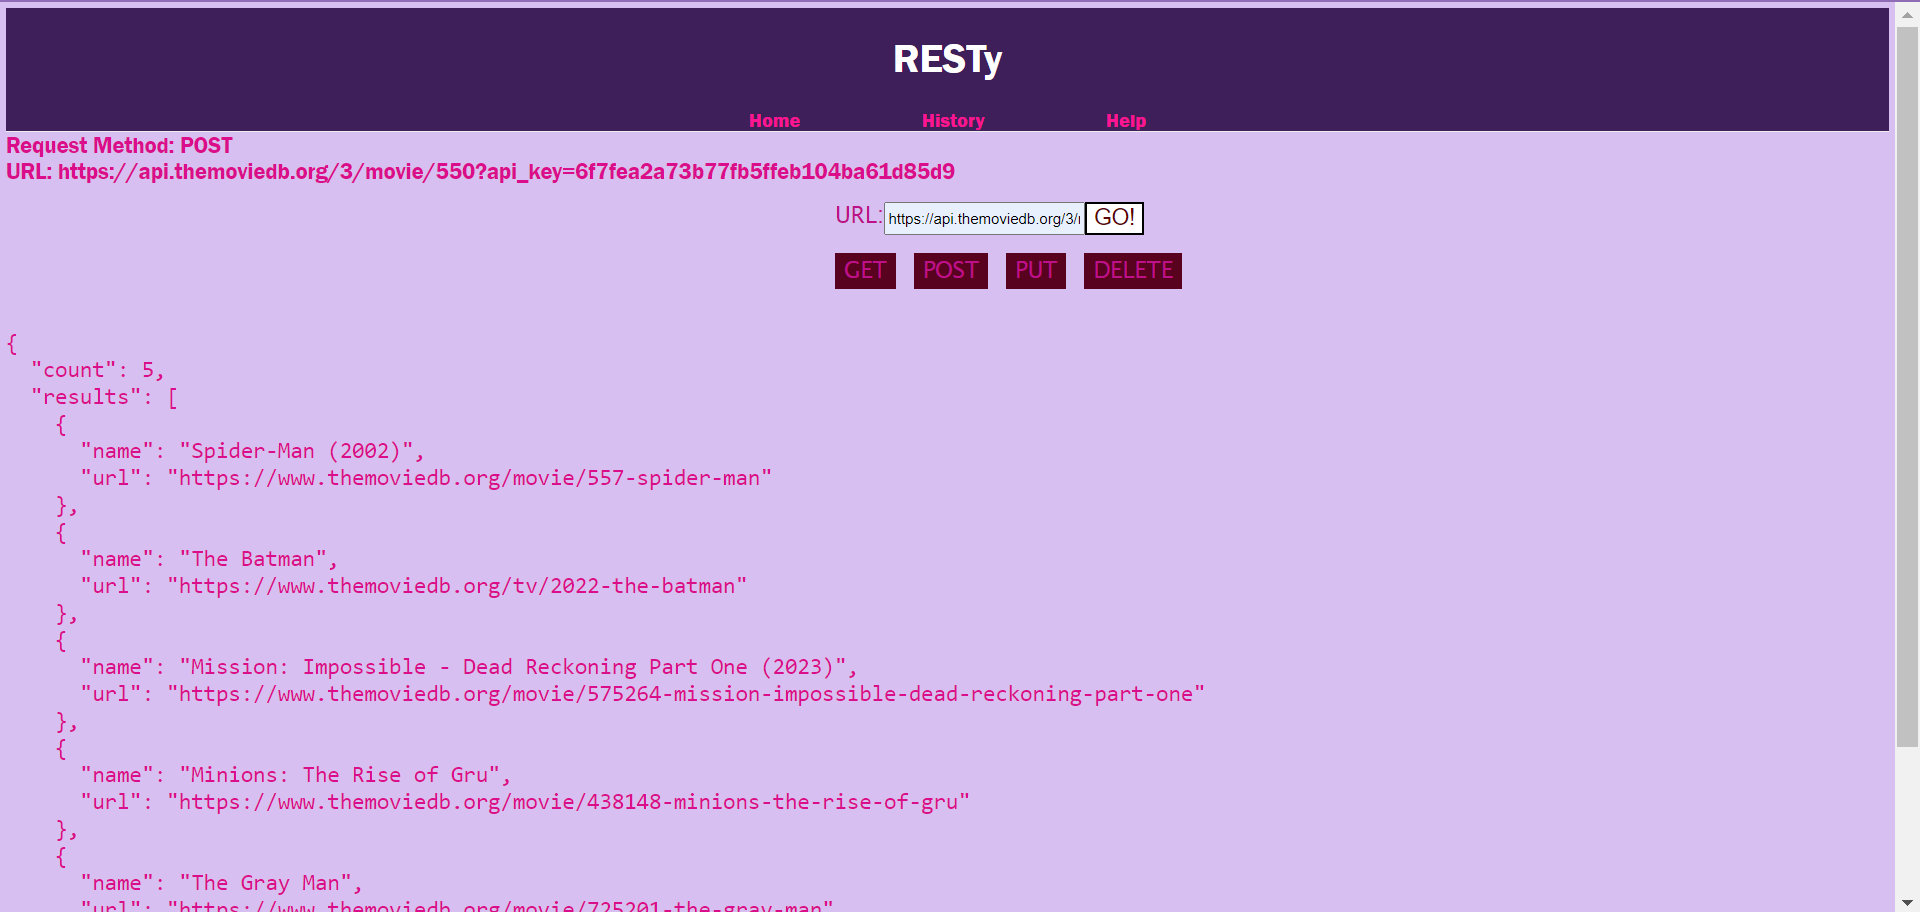 RESTy
Home History Help
Request Method: POST
URL: https://api.themoviedb.org/3/movie/550?api_key=6f7fea2a73b77fb5ffeb104ba61d85d9
URL: https://api.themoviedb.org/3/ GO!
GET POST PUT DELETE
{
"count": 5,
"results": [
{
"name": "Spider-Man (2002)",
"url": "https://www.themoviedb.org/movie/557-spider-man"
},
{
"name": "The Batman",
"url": "https://www.themoviedb.org/tv/2022-the-batman"
},
{
"name": "Mission: Impossible - Dead Reckoning Part One (2023)",
"url": "https://www.themoviedb.org/movie/575264-mission-impossible-dead-reckoning-part-one"
},
{
"name": "Minions: The Rise of Gru",
"url": "https://www.themoviedb.org/movie/438148-minions-the-rise-of-gru"
},
{
"name": "The Gray Man",
"url": "https://www.themoviedb.org/movie/725201-the-gray-man"